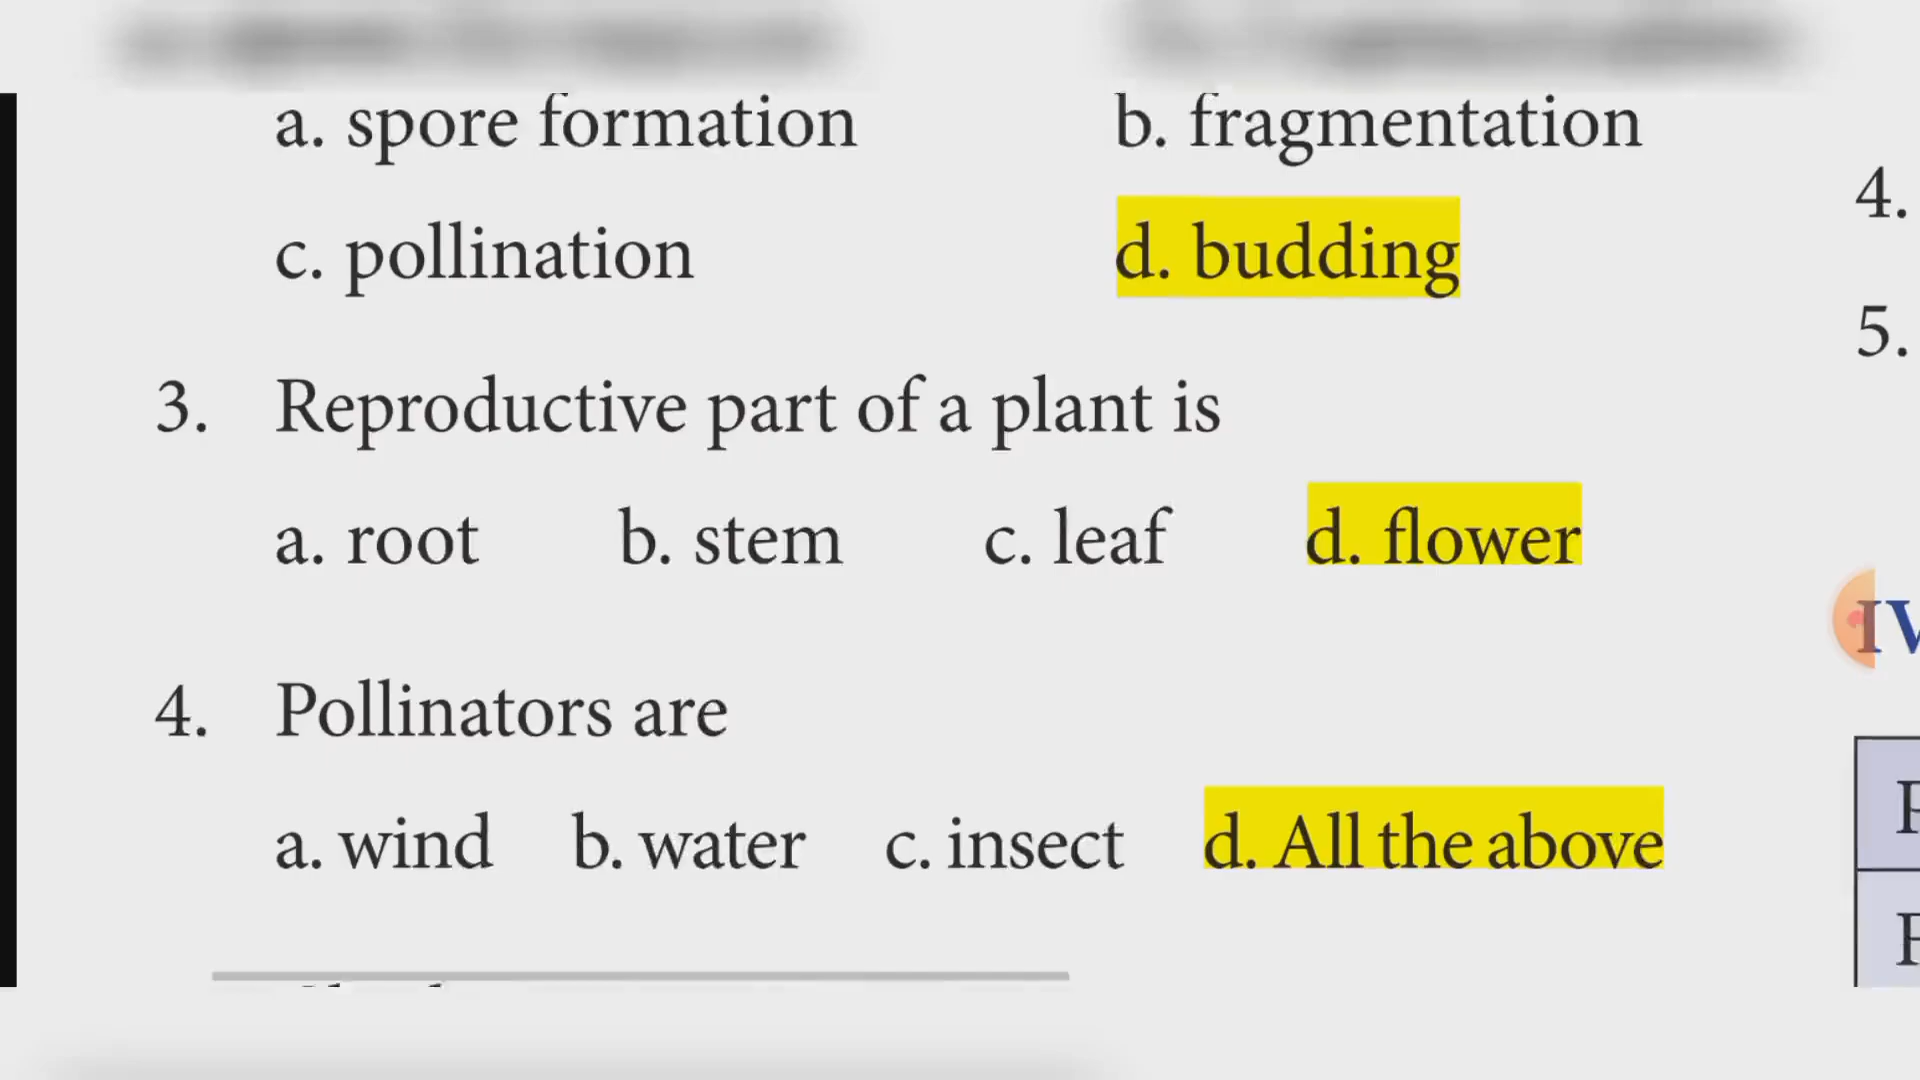 a. spore formation b. fragmentation
c. pollination d. budding
3. Reproductive part of a plant is
a. root b. stem c. leaf d. flower
4. Pollinators are
a. wind b. water c. insect d. All the above
4.
5.
IV